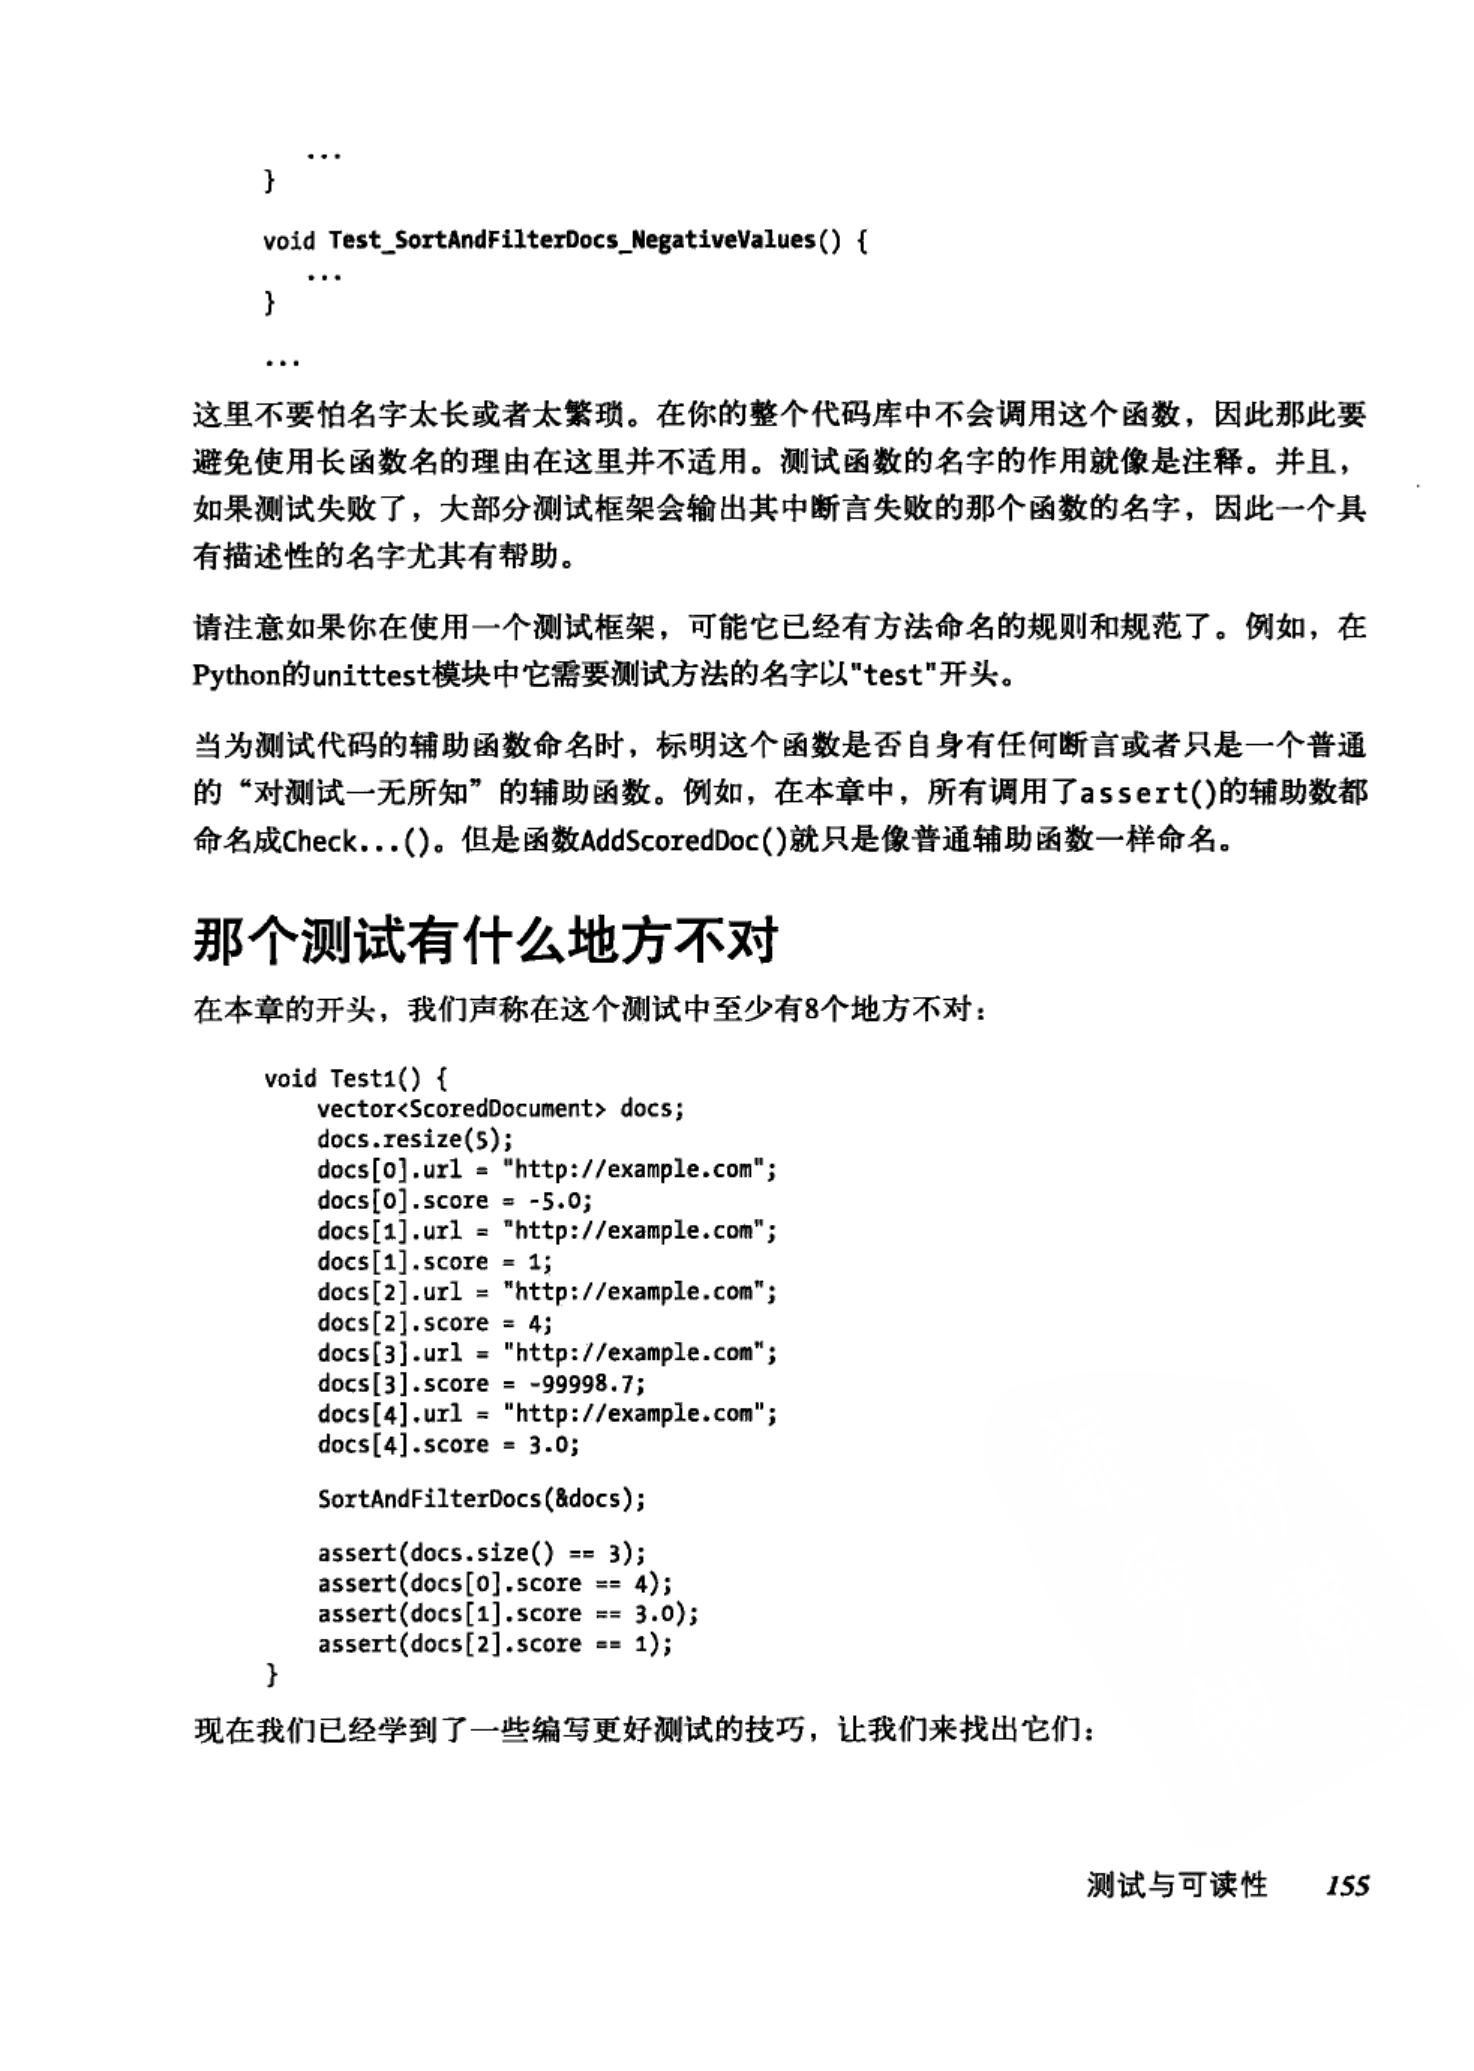 ...
}
void Test_SortAndFilterDocs_NegativeValues() {
...
}
...
这里不要怕名字太长或者太繁琐。在你的整个代码库中不会调用这个函数，因此那此要
避免使用长函数名的理由在这里并不适用。测试函数的名字的作用就像是注释。并且，
如果测试失败了，大部分测试框架会输出其中断言失败的那个函数的名字，因此一个具
有描述性的名字尤其有帮助。
请注意如果你在使用一个测试框架，可能它已经有方法命名的规则和规范了。例如，在
Python的unittest模块中它需要测试方法的名字以"test"开头。
当为测试代码的辅助函数命名时，标明这个函数是否自身有任何断言或者只是一个普通
的“对测试一无所知”的辅助函数。例如，在本章中，所有调用了assert()的辅助数都
命名成Check...()。但是函数AddScoredDoc()就只是像普通辅助函数一样命名。
那个测试有什么地方不对
在本章的开头，我们声称在这个测试中至少有8个地方不对：
void Test1() {
vector<ScoredDocument> docs;
docs.resize(5);
docs[0].url = "http://example.com";
docs[0].score = -5.0;
docs[1].url = "http://example.com";
docs[1].score = 1;
docs[2].url = "http://example.com";
docs[2].score = 4;
docs[3].url = "http://example.com";
docs[3].score = -99998.7;
docs[4].url = "http://example.com";
docs[4].score = 3.0;
SortAndFilterDocs(&docs);
assert(docs.size() == 3);
assert(docs[0].score == 4);
assert(docs[1].score == 3.0);
assert(docs[2].score == 1);
}
现在我们已经学到了一些编写更好测试的技巧，让我们来找出它们：
测试与可读性 155